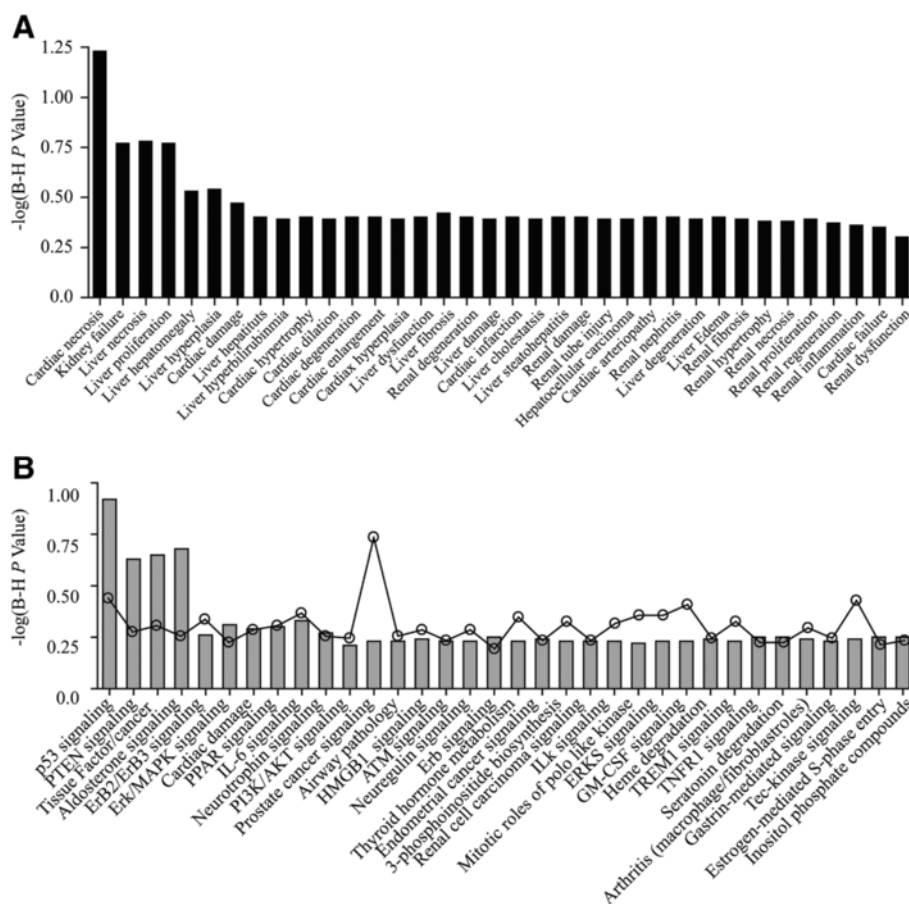 A
-log(B-H P Value)
1.25
1.00
0.75
0.50
0.25
0.0
Cardiac necrosis
Kidney failure
Liver necrosis
Liver proliferation
Liver hepatomegaly
Liver hyperplasia
Cardiac damage
Liver hepatituts
Liver hyperbilirubinmia
Cardiac hypertrophy
Cardiac dilation
Cardiac degeneration
Cardiac enlargement
Cardiax hyperplasia
Liver dysfunction
Liver fibrosis
Renal degeneration
Liver damage
Cardiac infarction
Liver cholestatsis
Liver steatohepatitis
Renal damage
Renal tube injury
Hepatocellular carcinoma
Cardiac arteriopathy
Renal nephritis
Liver degeneration
Liver Edema
Renal fibrosis
Renal hypertrophy
Renal necrosis
Renal proliferation
Renal regeneration
Renal inflammation
Cardiac failure
Renal dysfunction
B
-log(B-H P Value)
1.00
0.75
0.50
0.25
0.0
p53 signaling
PTEN signaling
Tissue Factor/cancer
Aldosterone signaling
ErB2/ErB3 signaling
Erk/MAPK signaling
Cardiac damage
PPAR signaling
IL-6 signaling
Neurotrophin signaling
PI3K/AKT signaling
Prostate cancer signaling
Airway pathology
HMGB1 signaling
ATM signaling
Neuregulin signaling
Erb signaling
Thyroid hormone metabolism
Endometrial cancer signaling
3-phosphoinositide biosynthesis
Renal cell carcinoma signaling
ILk signaling
Mitotic roles of polo like kinase
ERK5 signaling
GM-CSF signaling
Heme degradation
TREM1 signaling
TNFR1 signaling
Seratonin degradation
Arthritis (macrophage/fibroblastroles)
Gastrin-mediated signaling
Tec-kinase signaling
Estrogen-mediated S-phase entry
Inositol phosphate compounds